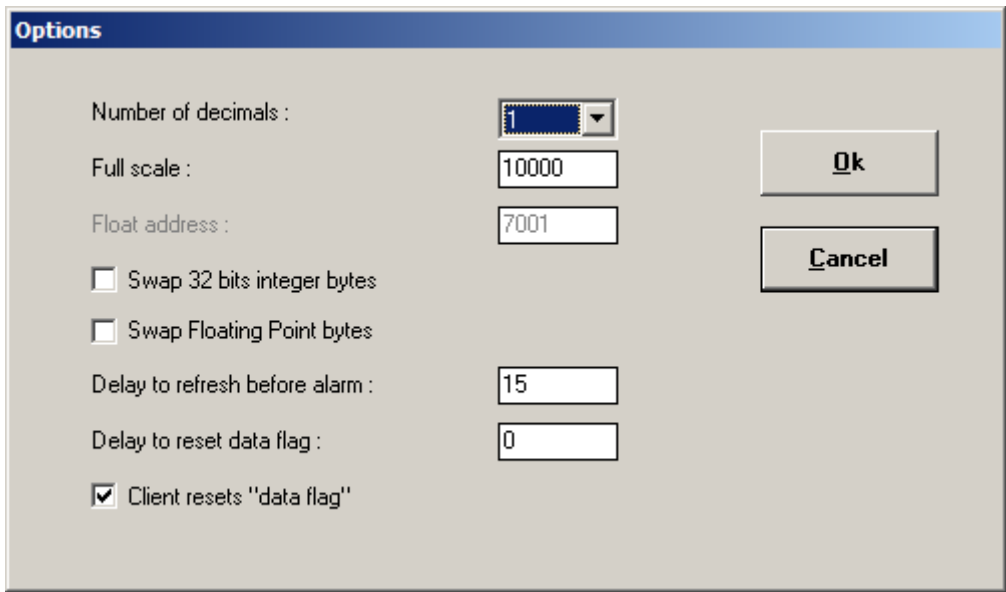 Options
Number of decimals : 1
Full scale : 10000
Float address : 7001
Swap 32 bits integer bytes
Swap Floating Point bytes
Delay to refresh before alarm : 15
Delay to reset data flag : 0
Client resets "data flag"
Ok
Cancel